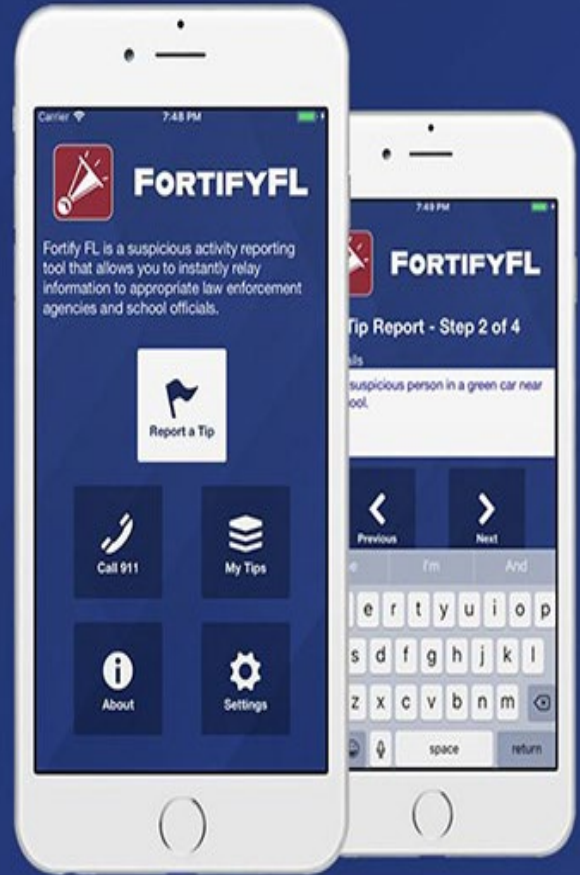 Carrier 7:48 PM
FORTIFYFL
Fortify FL is a suspicious activity reporting
tool that allows you to instantly relay
information to appropriate law enforcement
agencies and school officials.
Report a Tip
Call 911 My Tips
About Settings
7:49 PM
FORTIFYFL
Tip Report - Step 2 of 4
ails
suspicious person in a green car near
ool.
Previous Next
e I'm And
e r t y u i o p
s d f g h j k l
z x c v b n m
space return